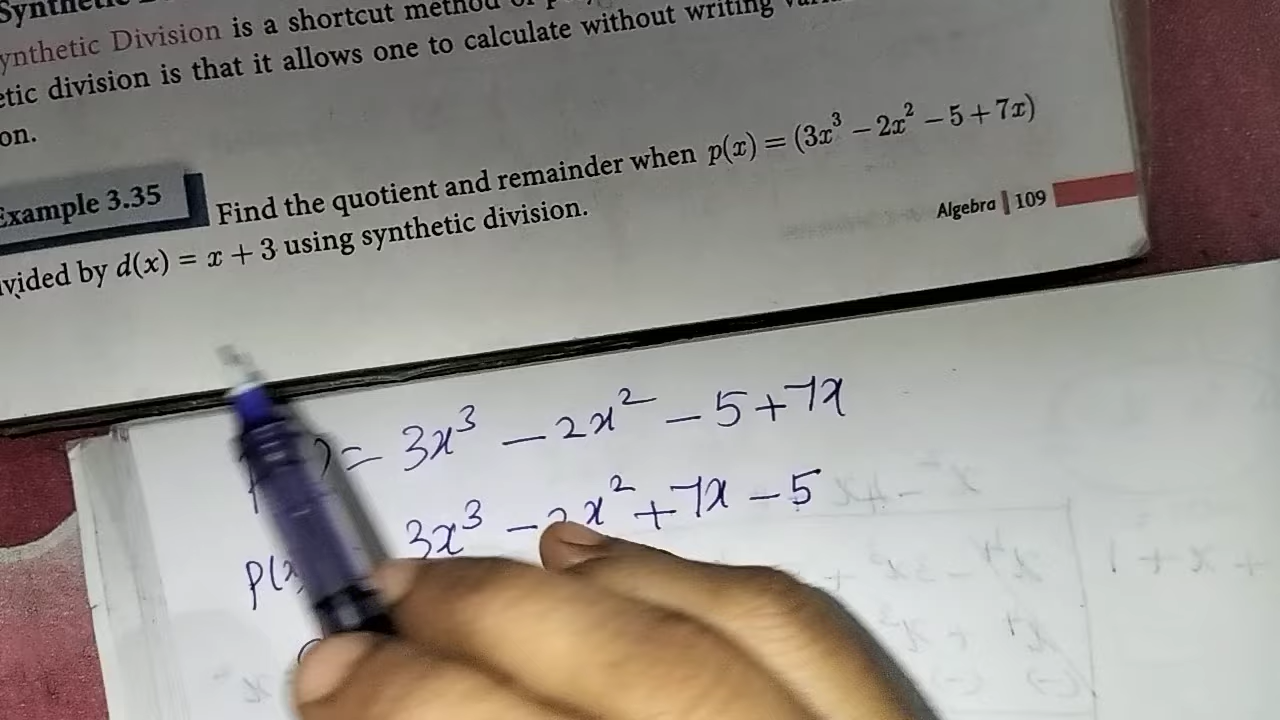 Synthetic Division is a shortcut method of
etic division is that it allows one to calculate without writing
on.
Example 3.35 Find the quotient and remainder when p(x) = (3x³ − 2x² − 5 + 7x)
Algebra | 109
vided by d(x) = x + 3 using synthetic division.
= 3x³ − 2x² − 5 + 7x
p(x 3x³ − 2x² + 7x − 5